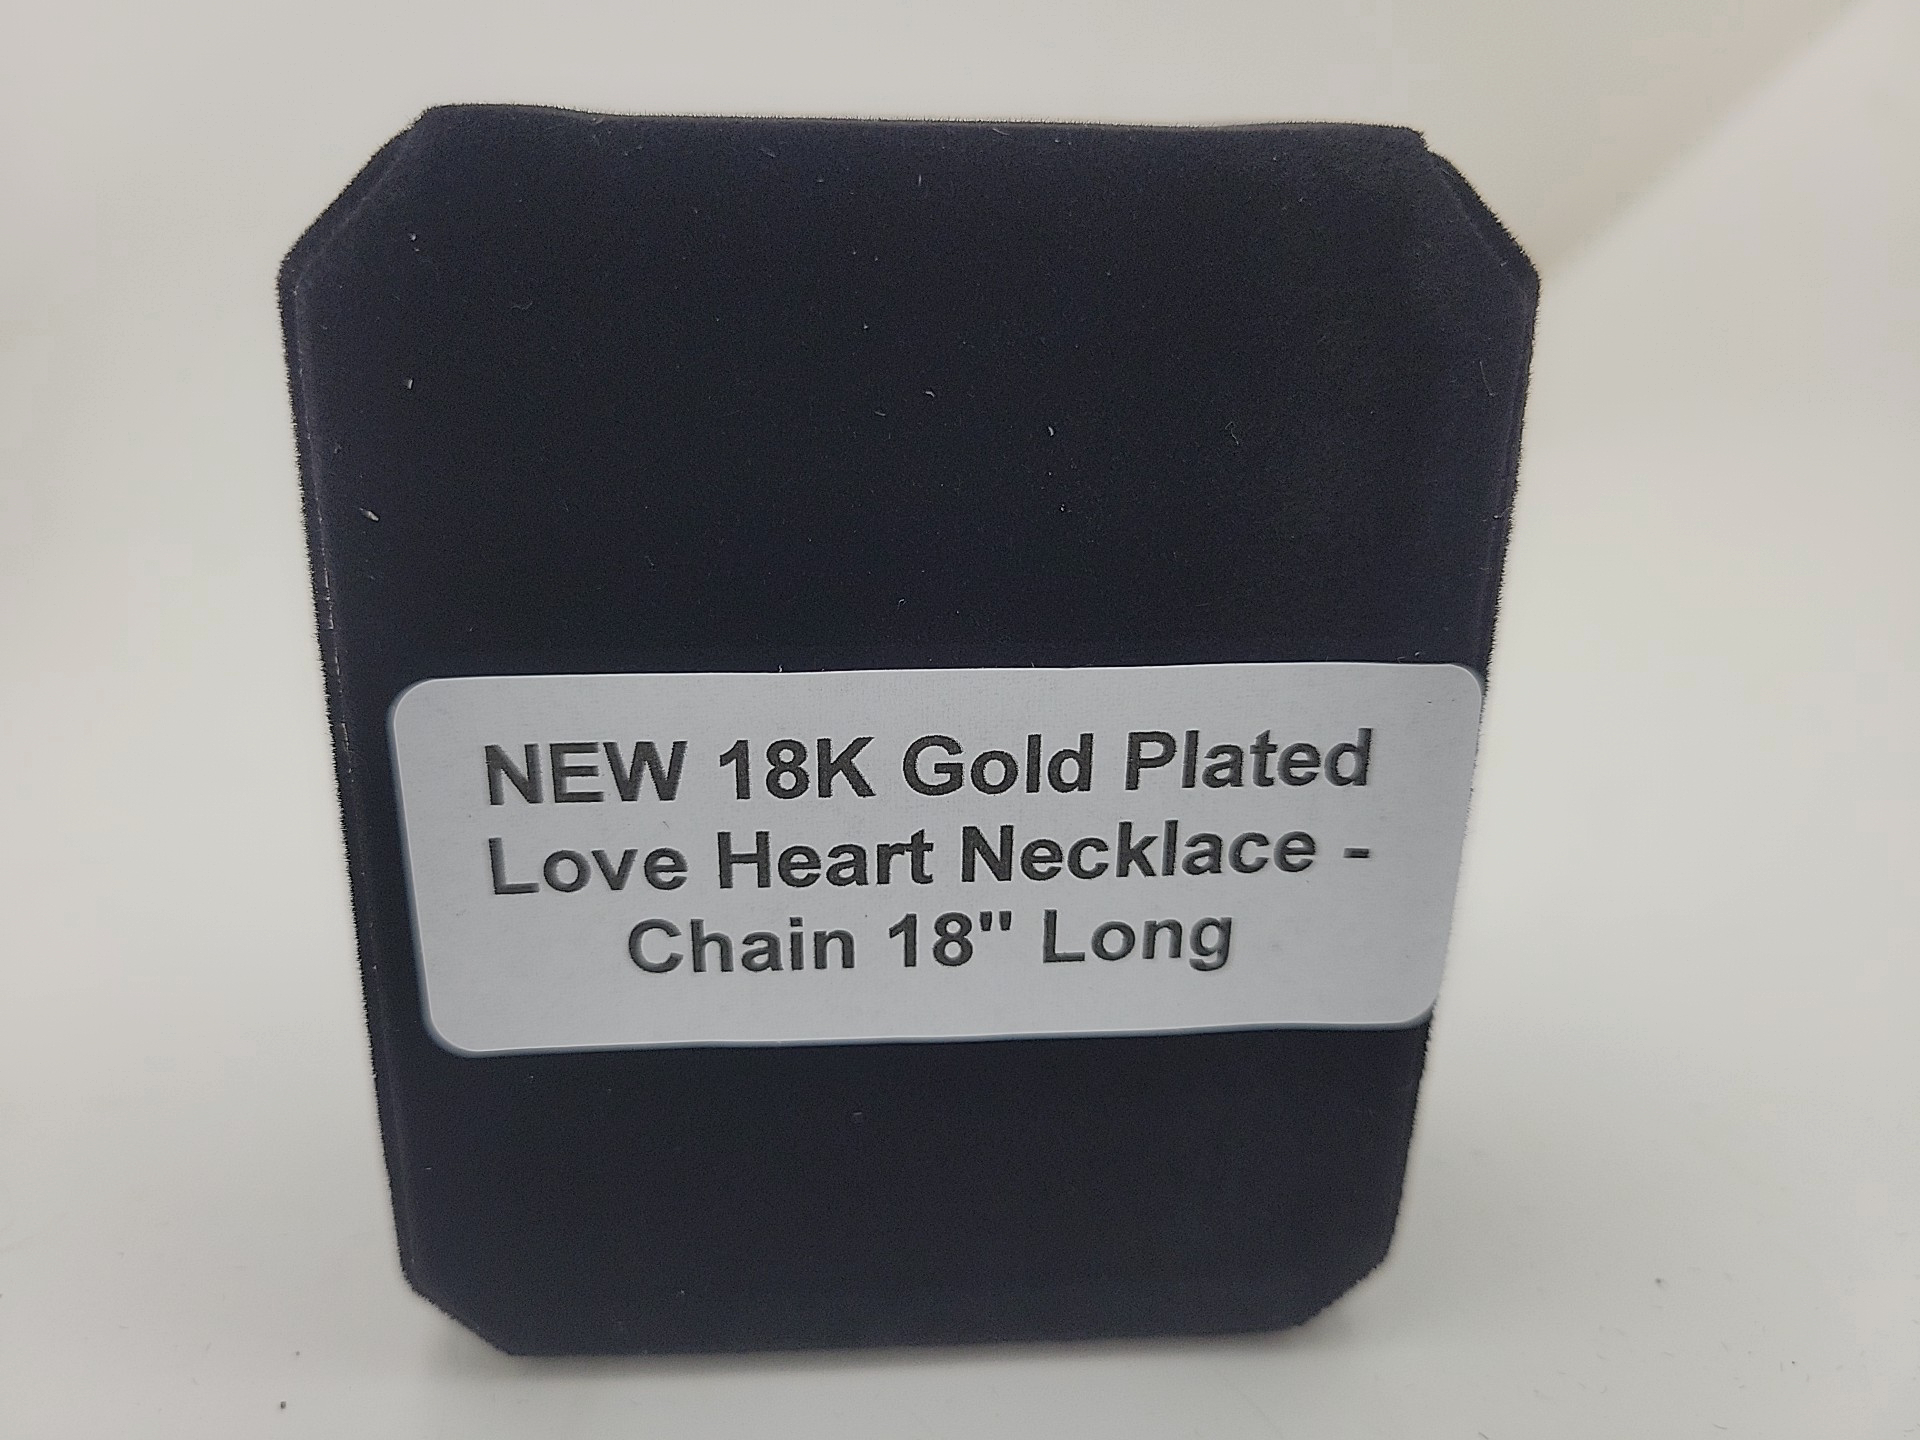 NEW 18K Gold Plated
Love Heart Necklace -
Chain 18" Long